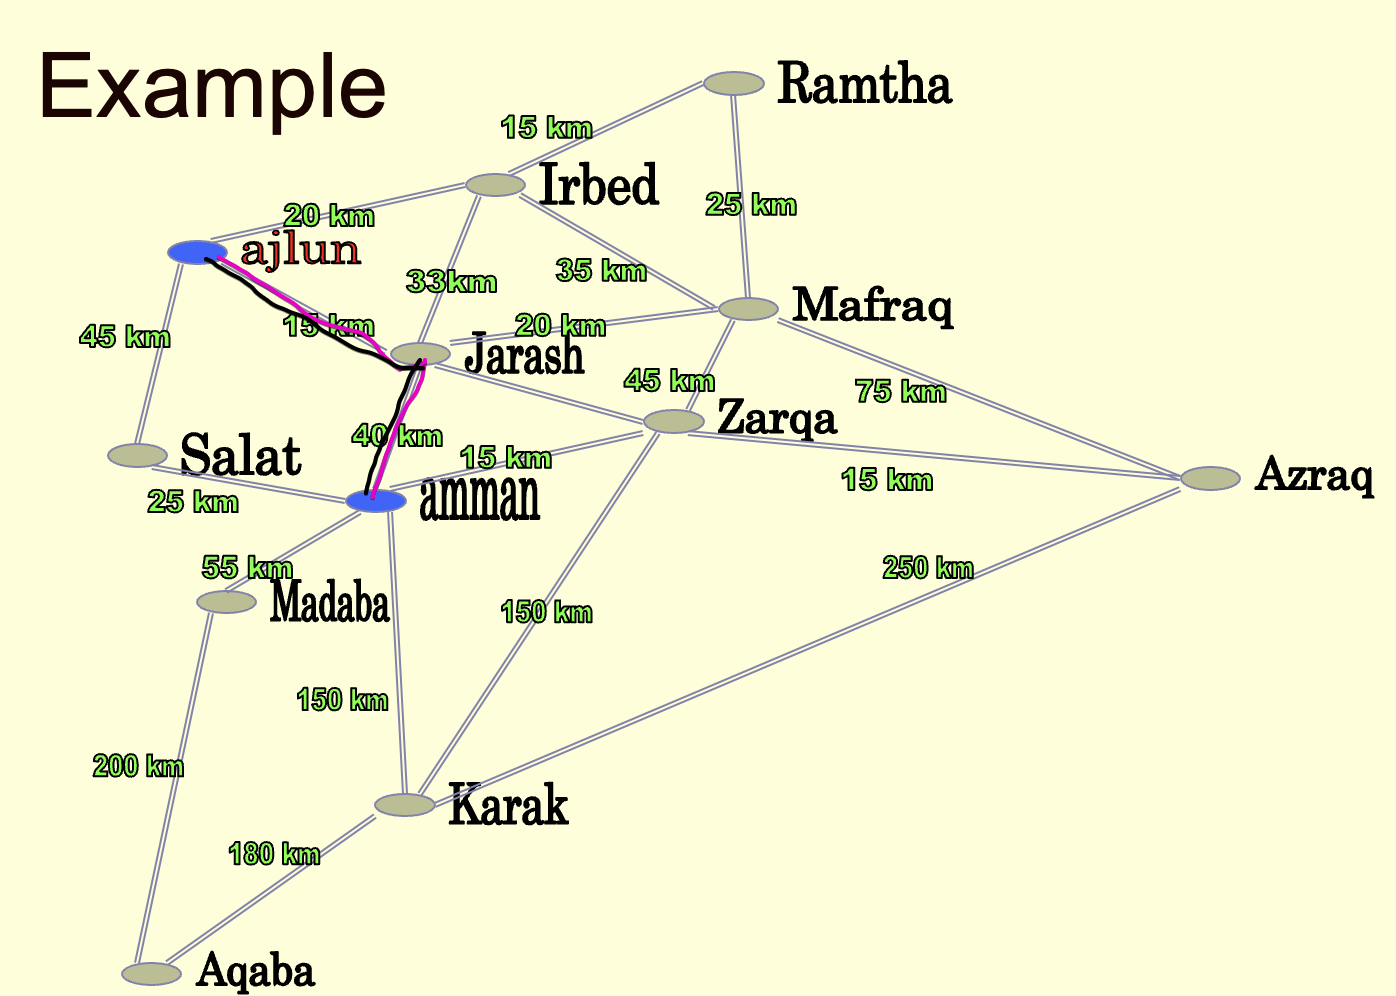 Example
Ramtha
15 km
Irbed
25 km
20 km
ajlun
35 km
33km
Mafraq
15 km
20 km
45 km
Jarash
45 km
75 km
Zarqa
40 km
Salat
15 km
Azraq
15 km
25 km
amman
55 km
250 km
Madaba
150 km
150 km
200 km
Karak
180 km
Aqaba